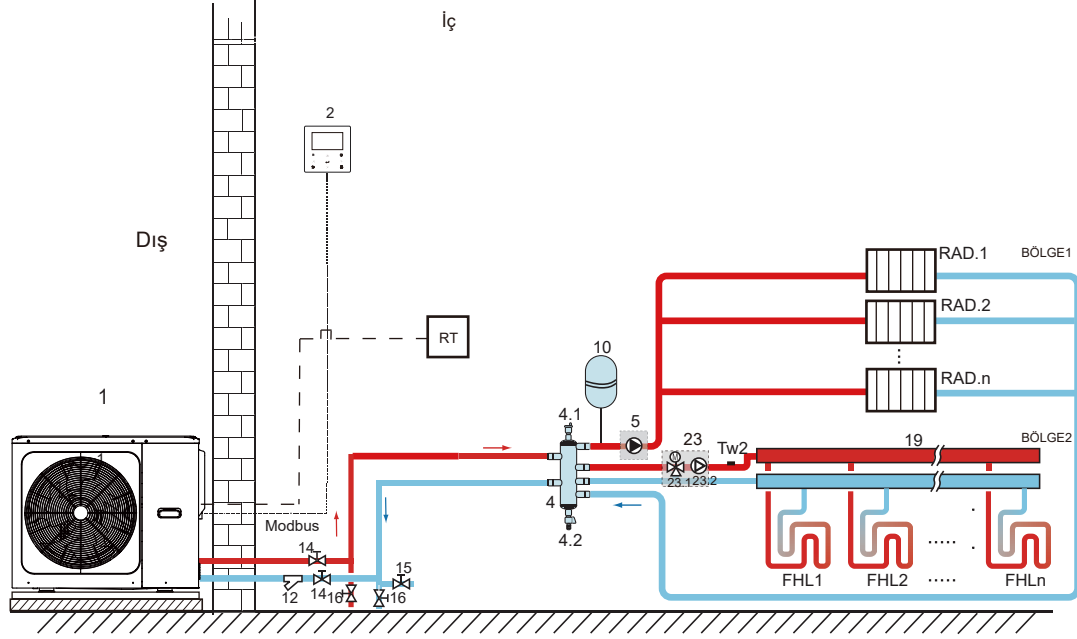 İç
2
Dış
RAD.1
BÖLGE1
RAD.2
RT
10
RAD.n
1
4.1
5
23
Tw2
19
BÖLGE2
1
23.1
23.2
4
Modbus
4.2
14
15
12
14
16
16
FHL1
FHL2
FHLn